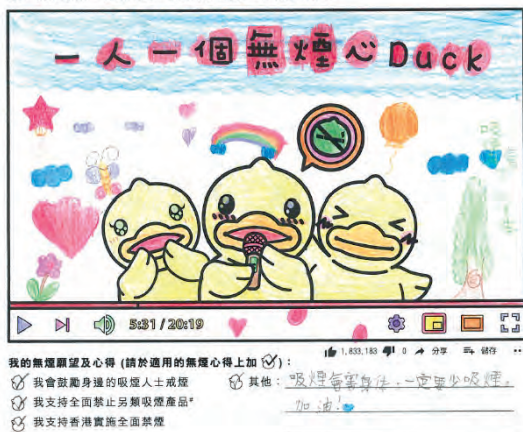 一人一個無煙心Duck
5:31 / 20:19
1,833,183 0 分享 儲存
我的無煙願望及心得 (請於適用的無煙心得上加 ✓):
我會鼓勵身邊的吸煙人士戒煙
我支持全面禁止另類吸煙產品#
我支持香港實施全面禁煙
其他: 吸煙每害身体,一定要少吸煙。
加油!